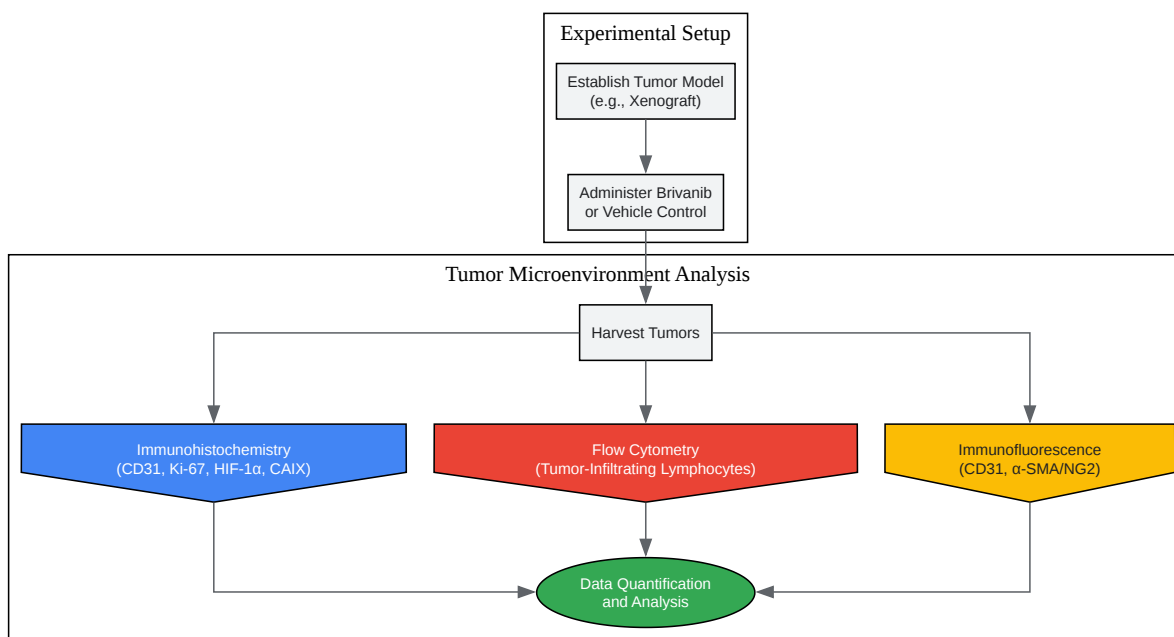 Experimental Setup
Establish Tumor Model
(e.g., Xenograft)
Administer Brivanib
or Vehicle Control
Tumor Microenvironment Analysis
Harvest Tumors
Immunohistochemistry
(CD31, Ki-67, HIF-1α, CAIX)
Flow Cytometry
(Tumor-Infiltrating Lymphocytes)
Immunofluorescence
(CD31, α-SMA/NG2)
Data Quantification
and Analysis